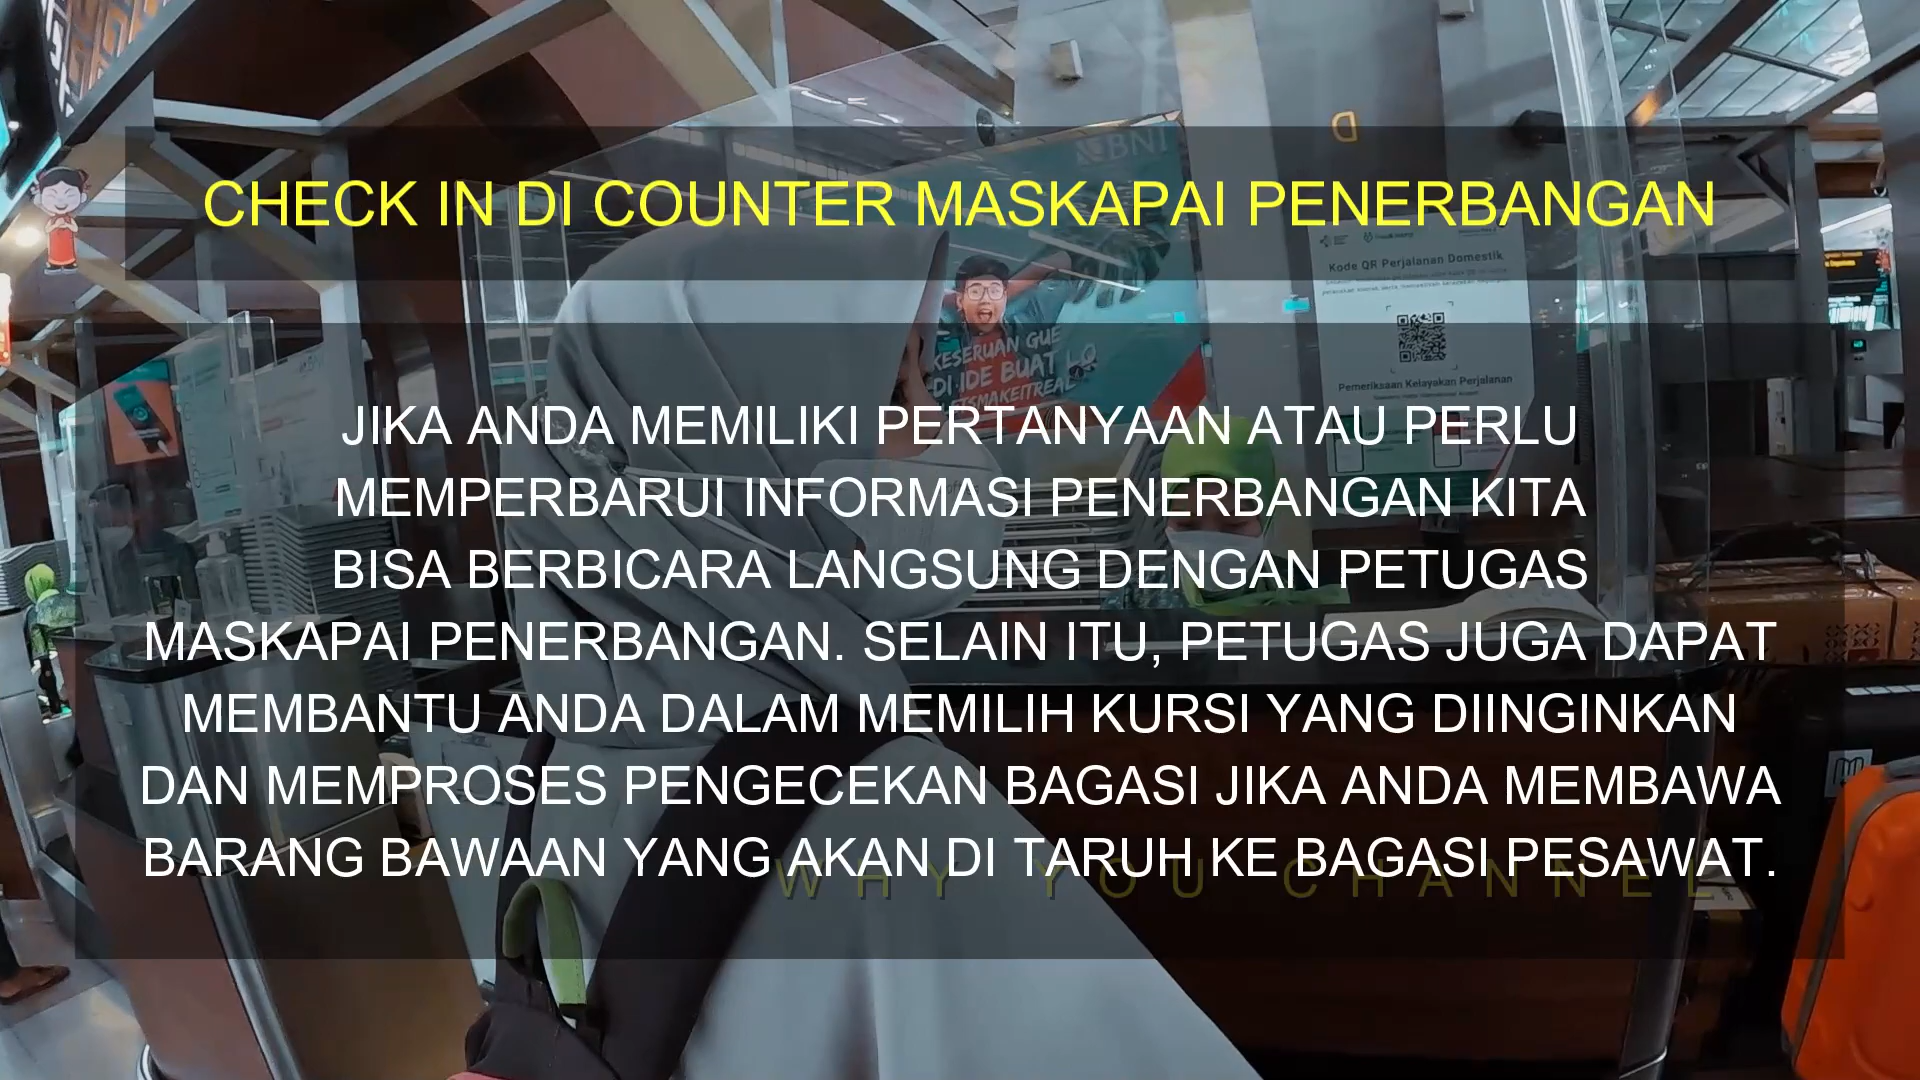 BNI
D
CHECK IN DI COUNTER MASKAPAI PENERBANGAN
Kode QR Perjalanan Domestik
KESERUAN GUE
DI IDE BUAT LO
Pemeriksaan Kelayakan Perjalanan
JIKA ANDA MEMILIKI PERTANYAAN ATAU PERLU
MEMPERBARUI INFORMASI PENERBANGAN KITA
BISA BERBICARA LANGSUNG DENGAN PETUGAS
MASKAPAI PENERBANGAN. SELAIN ITU, PETUGAS JUGA DAPAT
MEMBANTU ANDA DALAM MEMILIH KURSI YANG DIINGINKAN
DAN MEMPROSES PENGECEKAN BAGASI JIKA ANDA MEMBAWA
BARANG BAWAAN YANG AKAN DI TARUH KE BAGASI PESAWAT.
WHY YOU CHANNEL